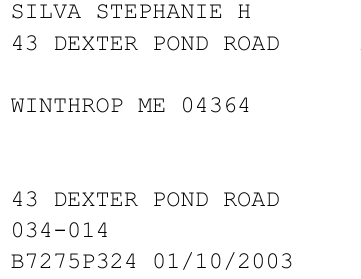 SILVA STEPHANIE H
43 DEXTER POND ROAD
WINTHROP ME 04364
43 DEXTER POND ROAD
034-014
B7275P324 01/10/2003